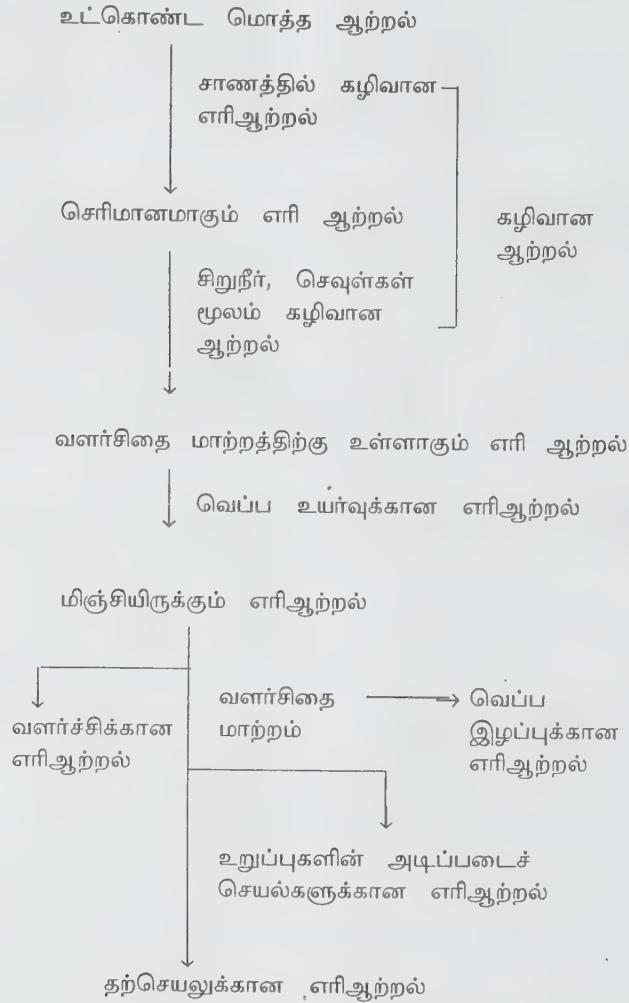 உட்கொண்ட மொத்த ஆற்றல்
சாணத்தில் கழிவான
எரிஆற்றல்
செரிமானமாகும் எரி ஆற்றல்
கழிவான
ஆற்றல்
சிறுநீர், செவுள்கள்
மூலம் கழிவான
ஆற்றல்
வளர்சிதை மாற்றத்திற்கு உள்ளாகும் எரி ஆற்றல்
வெப்ப உயர்வுக்கான எரிஆற்றல்
மிஞ்சியிருக்கும் எரிஆற்றல்
வளர்ச்சிக்கான
எரிஆற்றல்
வளர்சிதை
மாற்றம்
வெப்ப
இழப்புக்கான
எரிஆற்றல்
உறுப்புகளின் அடிப்படைச்
செயல்களுக்கான எரிஆற்றல்
தற்செயலுக்கான எரிஆற்றல்